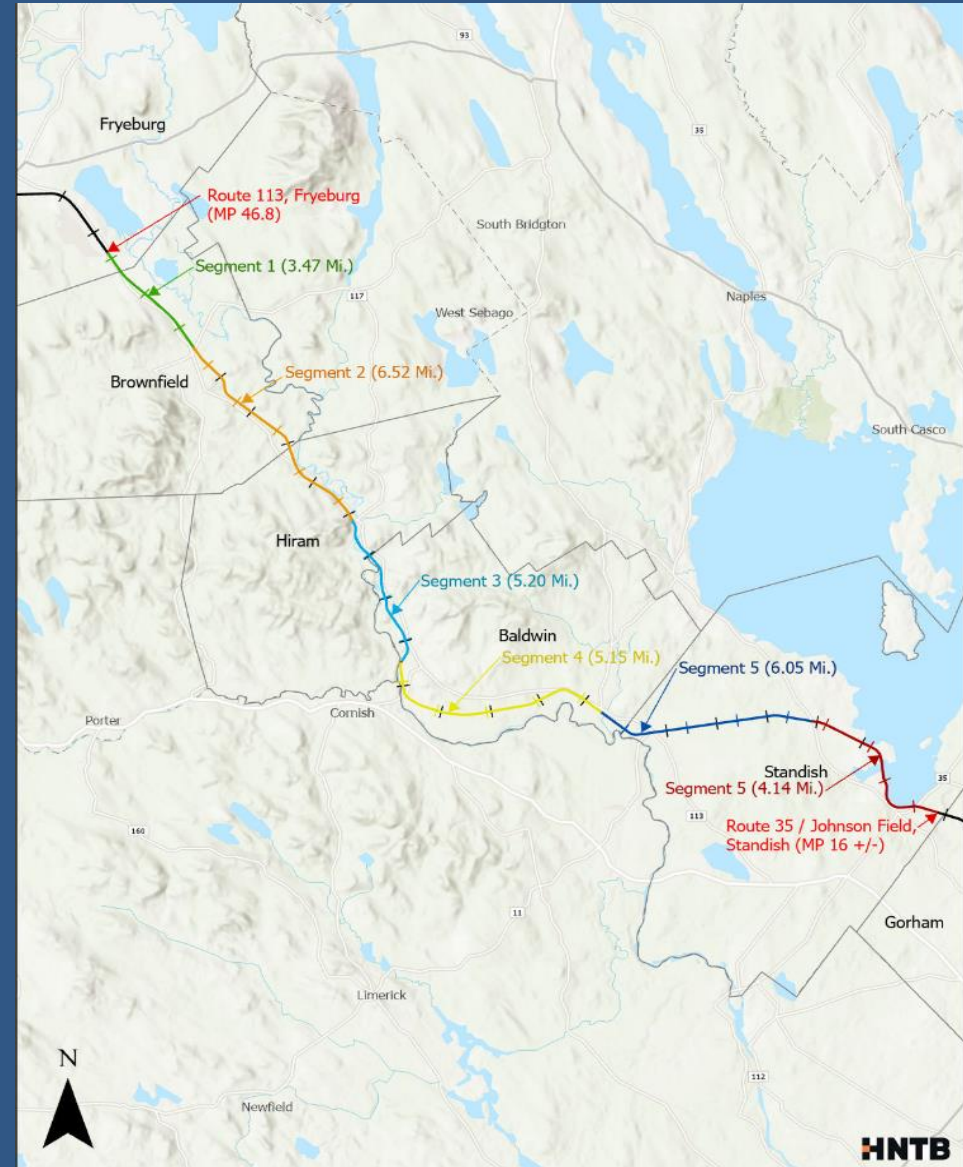 93
Fryeburg
35
Route 113, Fryeburg
(MP 46.8)
South Bridgton
Segment 1 (3.47 Mi.)
117
Naples
West Sebago
Segment 2 (6.52 Mi.)
Brownfield
South Casco
Hiram
Segment 3 (5.20 Mi.)
Baldwin
Segment 4 (5.15 Mi.)
Segment 5 (6.05 Mi.)
Cornish
Porter
Standish
35
Segment 5 (4.14 Mi.)
113
Route 35 / Johnson Field,
Standish (MP 16 +/-)
160
11
Gorham
Limerick
N
112
Newfield
HNTB